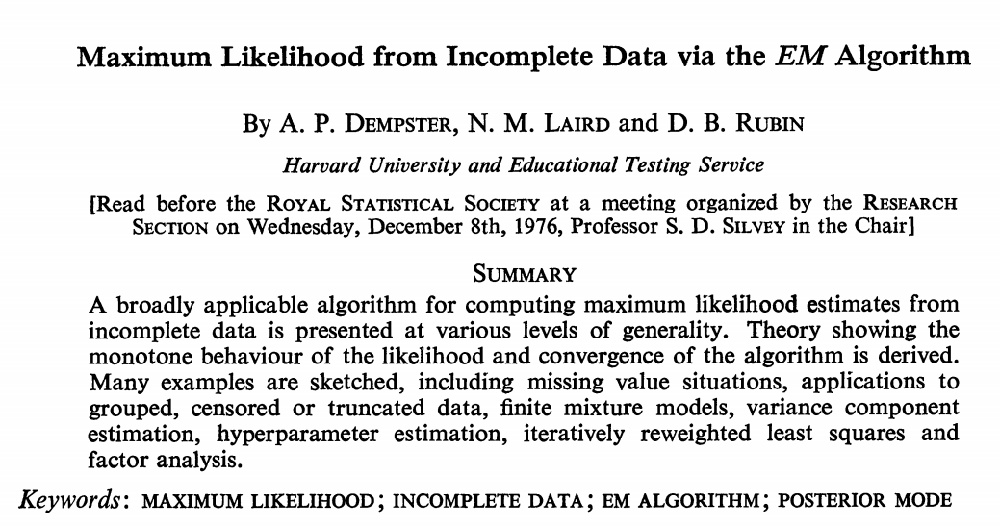 Maximum Likelihood from Incomplete Data via the EM Algorithm
By A. P. DEMPSTER, N. M. LAIRD and D. B. RUBIN
Harvard University and Educational Testing Service
[Read before the ROYAL STATISTICAL SOCIETY at a meeting organized by the RESEARCH
SECTION on Wednesday, December 8th, 1976, Professor S. D. SILVEY in the Chair]
SUMMARY
A broadly applicable algorithm for computing maximum likelihood estimates from
incomplete data is presented at various levels of generality. Theory showing the
monotone behaviour of the likelihood and convergence of the algorithm is derived.
Many examples are sketched, including missing value situations, applications to
grouped, censored or truncated data, finite mixture models, variance component
estimation, hyperparameter estimation, iteratively reweighted least squares and
factor analysis.
Keywords: MAXIMUM LIKELIHOOD; INCOMPLETE DATA; EM ALGORITHM; POSTERIOR MODE